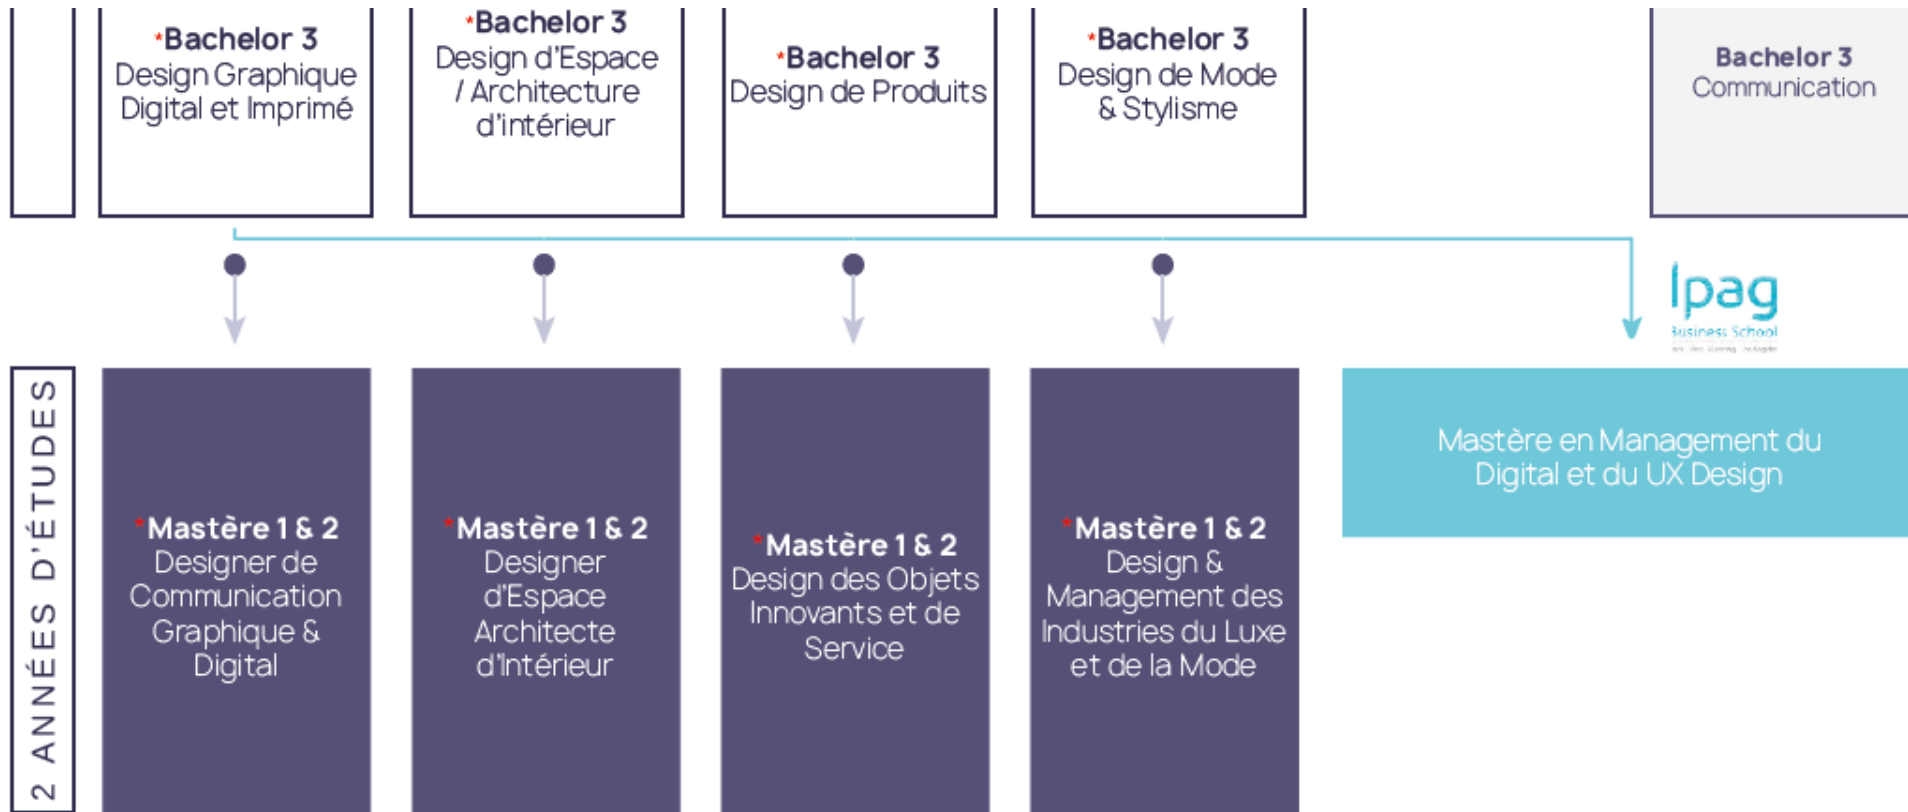 *Bachelor 3
Design Graphique
Digital et Imprimé
*Bachelor 3
Design d'Espace
/ Architecture
d'intérieur
*Bachelor 3
Design de Produits
*Bachelor 3
Design de Mode
& Stylisme
Bachelor 3
Communication
Ipag
Business School
2 ANNÉES D'ÉTUDES
*Mastère 1 & 2
Designer de
Communication
Graphique &
Digital
*Mastère 1 & 2
Designer
d'Espace
Architecte
d'Intérieur
*Mastère 1 & 2
Design des Objets
Innovants et de
Service
*Mastère 1 & 2
Design &
Management des
Industries du Luxe
et de la Mode
Mastère en Management du
Digital et du UX Design